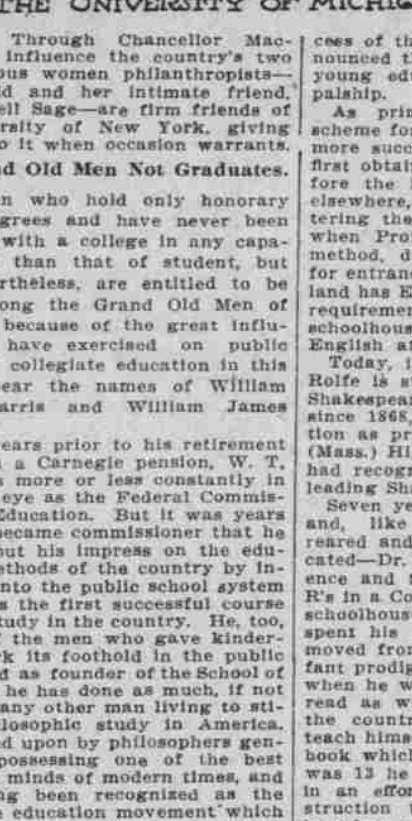 THE UNIVERSITY OF MICHIG
Through Chancellor Mac-
influence the country's two
ous women philanthropists—
ld and her intimate friend,
ell Sage—are firm friends of
ersity of New York, giving
o it when occasion warrants.
d Old Men Not Graduates.
n who hold only honorary
grees and have never been
with a college in any capa-
than that of student, but
rtheless, are entitled to be
ong the Grand Old Men of
because of the great influ-
have exercised on public
collegiate education in this
ear the names of William
arris and William James
ears prior to his retirement
a Carnegie pension, W. T.
s more or less constantly in
eye as the Federal Commis-
Education. But it was years
became commissioner that he
out his impress on the edu-
ethods of the country by in-
nto the public school system
s the first successful course
tudy in the country. He, too,
f the men who gave kinder-
rk its foothold in the public
d as founder of the School of
he has done as much, if not
any other man living to sti-
losophic study in America.
d upon by philosophers gen-
possessing one of the best
minds of modern times, and
ng been recognized as the
e education movement which
cess of th
nounced t
young ed
palship.
As prin
scheme fo
more succ
first obtai
fore the
elsewhere,
tering the
when Pro
method, d
for entran
land has E
requiremen
schoolhous
English a
Today, i
Rolfe is s
Shakespear
since 1868,
tion as pr
(Mass.) Hi
had recogn
leading Sha
Seven ye
and, like
reared and
cated—Dr.
ence and
R's in a Co
schoolhouse
spent his
moved from
fant prodig
when he w
read as w
the countr
teach hims
book which
was 12 he
in an effor
struction